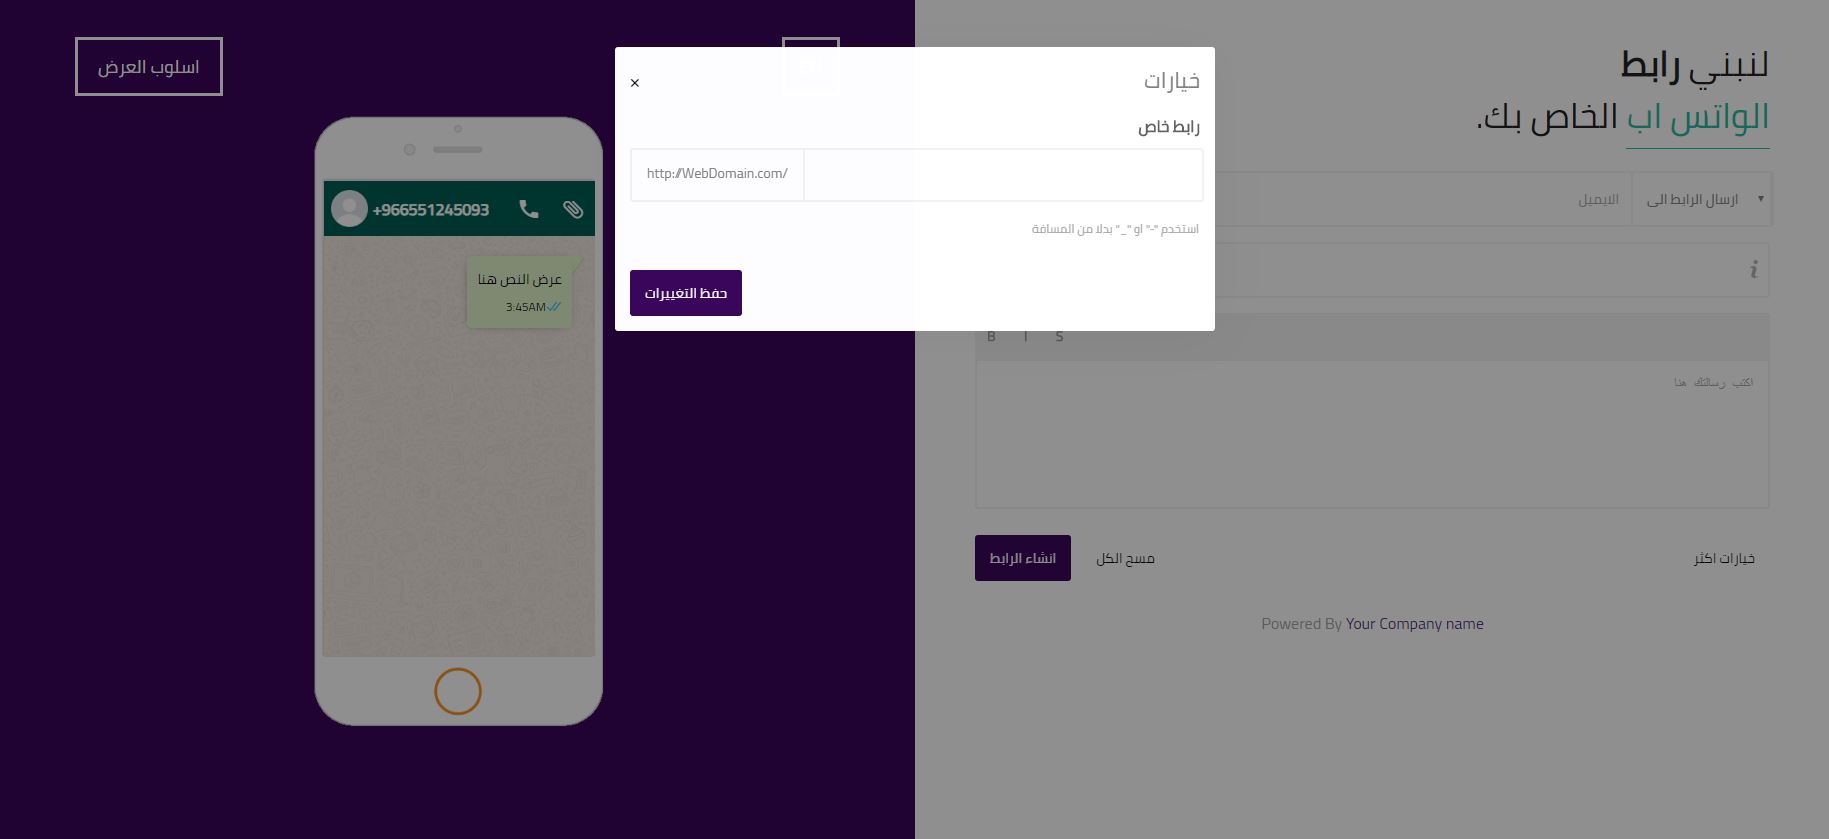 اسلوب العرض
+966551245093
عرض النص هنا
3:45AM
خيارات
×
رابط خاص
http://WebDomain.com/
استخدم "-" او "_" بدلا من المسافة
حفظ التغييرات
لنبني رابط
الواتس اب الخاص بك.
ارسال الرابط الى
الايميل
i
B I S
اكتب رسالتك هنا
خيارات اكثر
مسح الكل
انشاء الرابط
Powered By Your Company name